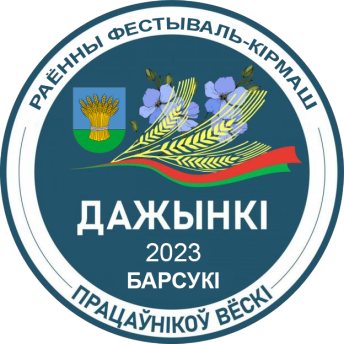 РАЁННЫ ФЕСТЫВАЛЬ-КІРМАШ
ДАЖЫНКІ
2023
БАРСУКІ
ПРАЦАЎНІКОЎ ВЁСКІ